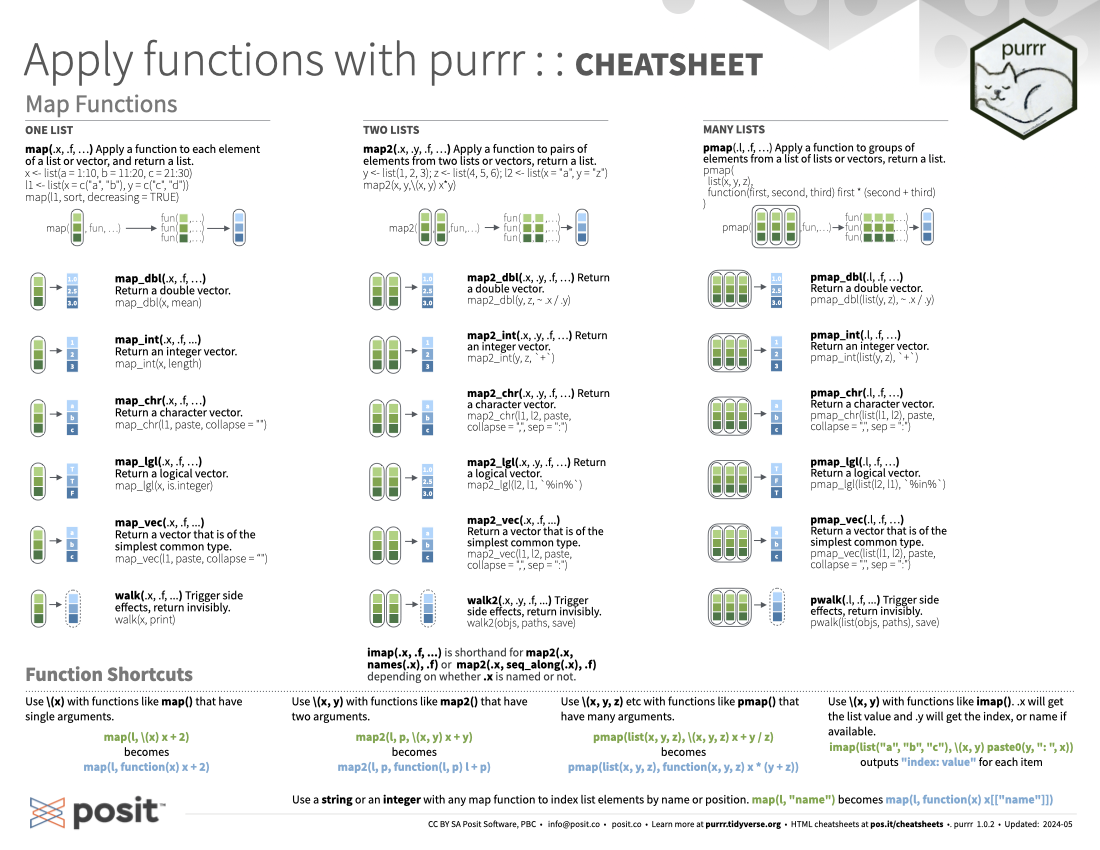 Apply functions with purrr : : CHEATSHEET
purrr
Map Functions
ONE LIST
map(.x, .f, …) Apply a function to each element
of a list or vector, and return a list.
x <- list(a = 1:10, b = 11:20, c = 21:30)
l1 <- list(x = c("a", "b"), y = c("c", "d"))
map(l1, sort, decreasing = TRUE)
map( , fun, …)
fun( ,…)
fun( ,…)
fun( ,…)
1.0
2.5
3.0
map_dbl(.x, .f, …)
Return a double vector.
map_dbl(x, mean)
1
2
3
map_int(.x, .f, ...)
Return an integer vector.
map_int(x, length)
a
b
c
map_chr(.x, .f, …)
Return a character vector.
map_chr(l1, paste, collapse = "")
T
T
F
map_lgl(.x, .f, …)
Return a logical vector.
map_lgl(x, is.integer)
a
b
c
map_vec(.x, .f, ...)
Return a vector that is of the
simplest common type.
map_vec(l1, paste, collapse = "")
walk(.x, .f, ...) Trigger side
effects, return invisibly.
walk(x, print)
TWO LISTS
map2(.x, .y, .f, …) Apply a function to pairs of
elements from two lists or vectors, return a list.
y <- list(1, 2, 3); z <- list(4, 5, 6); l2 <- list(x = "a", y = "z")
map2(x, y,\(x, y) x*y)
map2( ,fun,…)
fun( ,…)
fun( ,…)
fun( ,…)
1.0
2.5
3.0
map2_dbl(.x, .y, .f, …) Return
a double vector.
map2_dbl(y, z, ~ .x / .y)
1
2
3
map2_int(.x, .y, .f, …) Return
an integer vector.
map2_int(y, z, `+`)
a
b
c
map2_chr(.x, .y, .f, …) Return
a character vector.
map2_chr(l1, l2, paste,
collapse = ",", sep = ":")
1.0
2.5
3.0
map2_lgl(.x, .y, .f, …) Return
a logical vector.
map2_lgl(l2, l1, `%in%`)
a
b
c
map2_vec(.x, .f, ...)
Return a vector that is of the
simplest common type.
map2_vec(l1, l2, paste,
collapse = ",", sep = ":")
walk2(.x, .y, .f, ...) Trigger
side effects, return invisibly.
walk2(objs, paths, save)
imap(.x, .f, ...) is shorthand for map2(.x,
names(.x), .f) or map2(.x, seq_along(.x), .f)
depending on whether .x is named or not.
MANY LISTS
pmap(.l, .f, …) Apply a function to groups of
elements from a list of lists or vectors, return a list.
pmap(
list(x, y, z),
function(first, second, third) first * (second + third)
)
pmap( ,fun,…)
fun( ,…)
fun( ,…)
fun( ,…)
1.0
2.5
3.0
pmap_dbl(.l, .f, …)
Return a double vector.
pmap_dbl(list(y, z), ~ .x / .y)
1
2
3
pmap_int(.l, .f, …)
Return an integer vector.
pmap_int(list(y, z), `+`)
a
b
c
pmap_chr(.l, .f, …)
Return a character vector.
pmap_chr(list(l1, l2), paste,
collapse = ",", sep = ":")
T
F
T
pmap_lgl(.l, .f, …)
Return a logical vector.
pmap_lgl(list(l2, l1), `%in%`)
a
b
c
pmap_vec(.l, .f, …)
Return a vector that is of the
simplest common type.
pmap_vec(list(l1, l2), paste,
collapse = ",", sep = ":")
pwalk(.l, .f, ...) Trigger side
effects, return invisibly.
pwalk(list(objs, paths), save)
Function Shortcuts
Use \(x) with functions like map() that have
single arguments.
map(l, \(x) x + 2)
becomes
map(l, function(x) x + 2)
Use \(x, y) with functions like map2() that have
two arguments.
map2(l, p, \(x, y) x + y)
becomes
map2(l, p, function(l, p) l + p)
Use \(x, y, z) etc with functions like pmap() that
have many arguments.
pmap(list(x, y, z), \(x, y, z) x + y / z)
becomes
pmap(list(x, y, z), function(x, y, z) x * (y + z))
Use \(x, y) with functions like imap(). .x will get
the list value and .y will get the index, or name if
available.
imap(list("a", "b", "c"), \(x, y) paste0(y, ": ", x))
outputs "index: value" for each item
Use a string or an integer with any map function to index list elements by name or position. map(l, "name") becomes map(l, function(x) x[["name"]])
posit™
CC BY SA Posit Software, PBC • info@posit.co • posit.co • Learn more at purrr.tidyverse.org • HTML cheatsheets at pos.it/cheatsheets •. purrr 1.0.2 • Updated: 2024-05